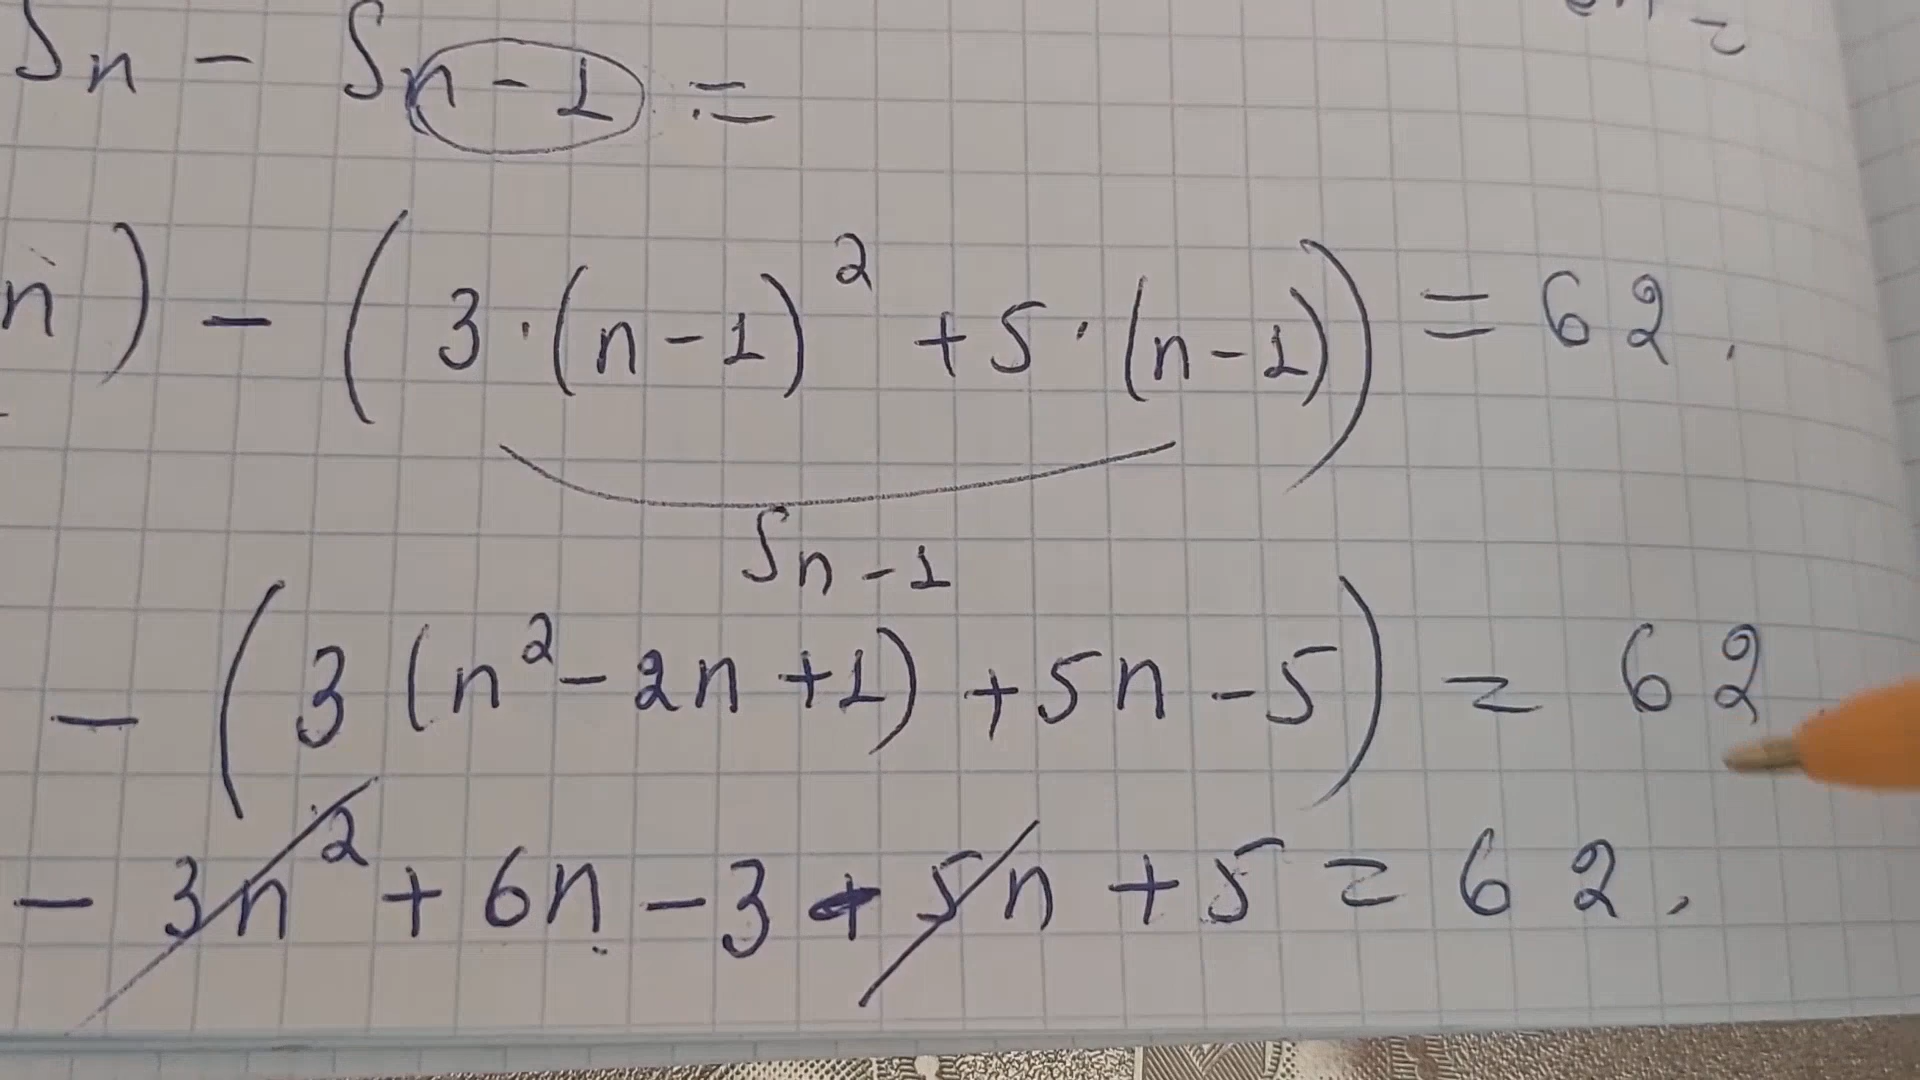 Sn - Sn-1 =
n) - (3·(n-1)² + 5·(n-1)) = 62.
Sn-1
- (3(n²-2n+1) + 5n - 5) = 62
- 3n² + 6n - 3 - 5n + 5 = 62.